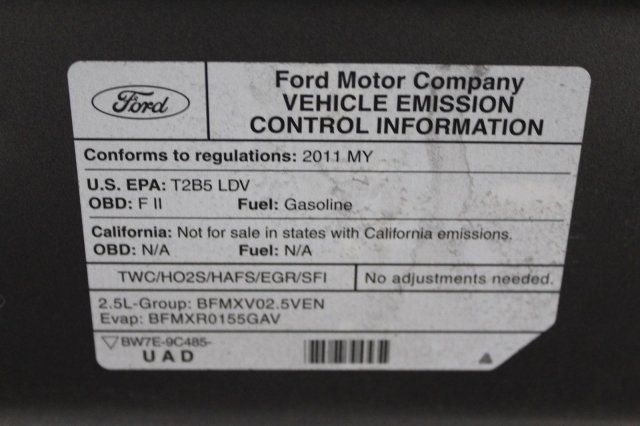 Ford
Ford Motor Company
VEHICLE EMISSION
CONTROL INFORMATION
Conforms to regulations: 2011 MY
U.S. EPA: T2B5 LDV
OBD: F II Fuel: Gasoline
California: Not for sale in states with California emissions.
OBD: N/A Fuel: N/A
TWC/HO2S/HAFS/EGR/SFI No adjustments needed.
2.5L-Group: BFMXV02.5VEN
Evap: BFMXR0155GAV
BW7E-9C485-
UAD